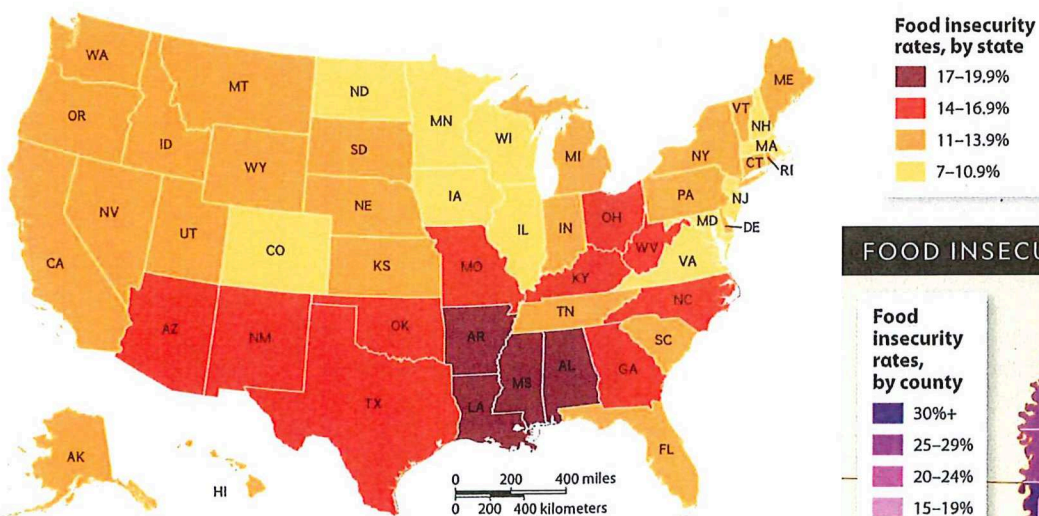 WA
MT
ND
MN
ME
VT
NH
OR
ID
SD
WI
MI
NY
MA
CT
RI
WY
NV
NE
IA
PA
NJ
UT
CO
IL
IN
OH
MD
DE
CA
KS
MO
WV
VA
KY
NC
TN
AZ
NM
OK
AR
SC
MS
AL
GA
TX
LA
AK
HI
FL
0 200 400 miles
0 200 400 kilometers
Food insecurity
rates, by state
17–19.9%
14–16.9%
11–13.9%
7–10.9%
FOOD INSECU
Food
insecurity
rates,
by county
30%+
25–29%
20–24%
15–19%